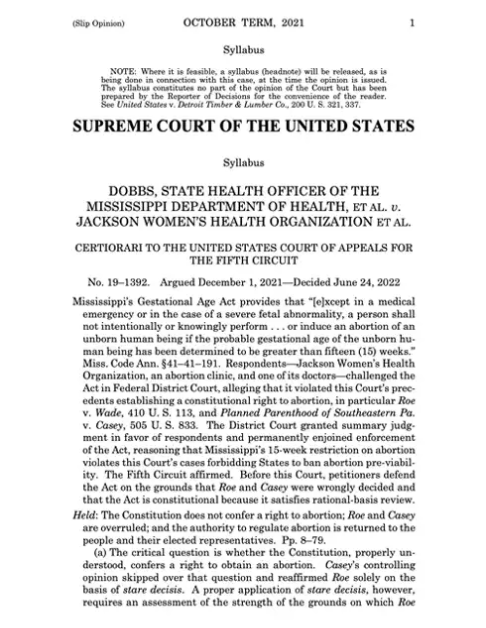 (Slip Opinion) OCTOBER TERM, 2021 1
Syllabus
NOTE: Where it is feasible, a syllabus (headnote) will be released, as is
being done in connection with this case, at the time the opinion is issued.
The syllabus constitutes no part of the opinion of the Court but has been
prepared by the Reporter of Decisions for the convenience of the reader.
See United States v. Detroit Timber & Lumber Co., 200 U. S. 321, 337.
SUPREME COURT OF THE UNITED STATES
Syllabus
DOBBS, STATE HEALTH OFFICER OF THE
MISSISSIPPI DEPARTMENT OF HEALTH, ET AL. v.
JACKSON WOMEN'S HEALTH ORGANIZATION ET AL.
CERTIORARI TO THE UNITED STATES COURT OF APPEALS FOR
THE FIFTH CIRCUIT
No. 19–1392. Argued December 1, 2021—Decided June 24, 2022
Mississippi's Gestational Age Act provides that "[e]xcept in a medical
emergency or in the case of a severe fetal abnormality, a person shall
not intentionally or knowingly perform . . . or induce an abortion of an
unborn human being if the probable gestational age of the unborn hu-
man being has been determined to be greater than fifteen (15) weeks."
Miss. Code Ann. §41–41–191. Respondents—Jackson Women's Health
Organization, an abortion clinic, and one of its doctors—challenged the
Act in Federal District Court, alleging that it violated this Court's prec-
edents establishing a constitutional right to abortion, in particular Roe
v. Wade, 410 U. S. 113, and Planned Parenthood of Southeastern Pa.
v. Casey, 505 U. S. 833. The District Court granted summary judg-
ment in favor of respondents and permanently enjoined enforcement
of the Act, reasoning that Mississippi's 15-week restriction on abortion
violates this Court's cases forbidding States to ban abortion pre-viabil-
ity. The Fifth Circuit affirmed. Before this Court, petitioners defend
the Act on the grounds that Roe and Casey were wrongly decided and
that the Act is constitutional because it satisfies rational-basis review.
Held: The Constitution does not confer a right to abortion; Roe and Casey
are overruled; and the authority to regulate abortion is returned to the
people and their elected representatives. Pp. 8–79.
(a) The critical question is whether the Constitution, properly un-
derstood, confers a right to obtain an abortion. Casey's controlling
opinion skipped over that question and reaffirmed Roe solely on the
basis of stare decisis. A proper application of stare decisis, however,
requires an assessment of the strength of the grounds on which Roe